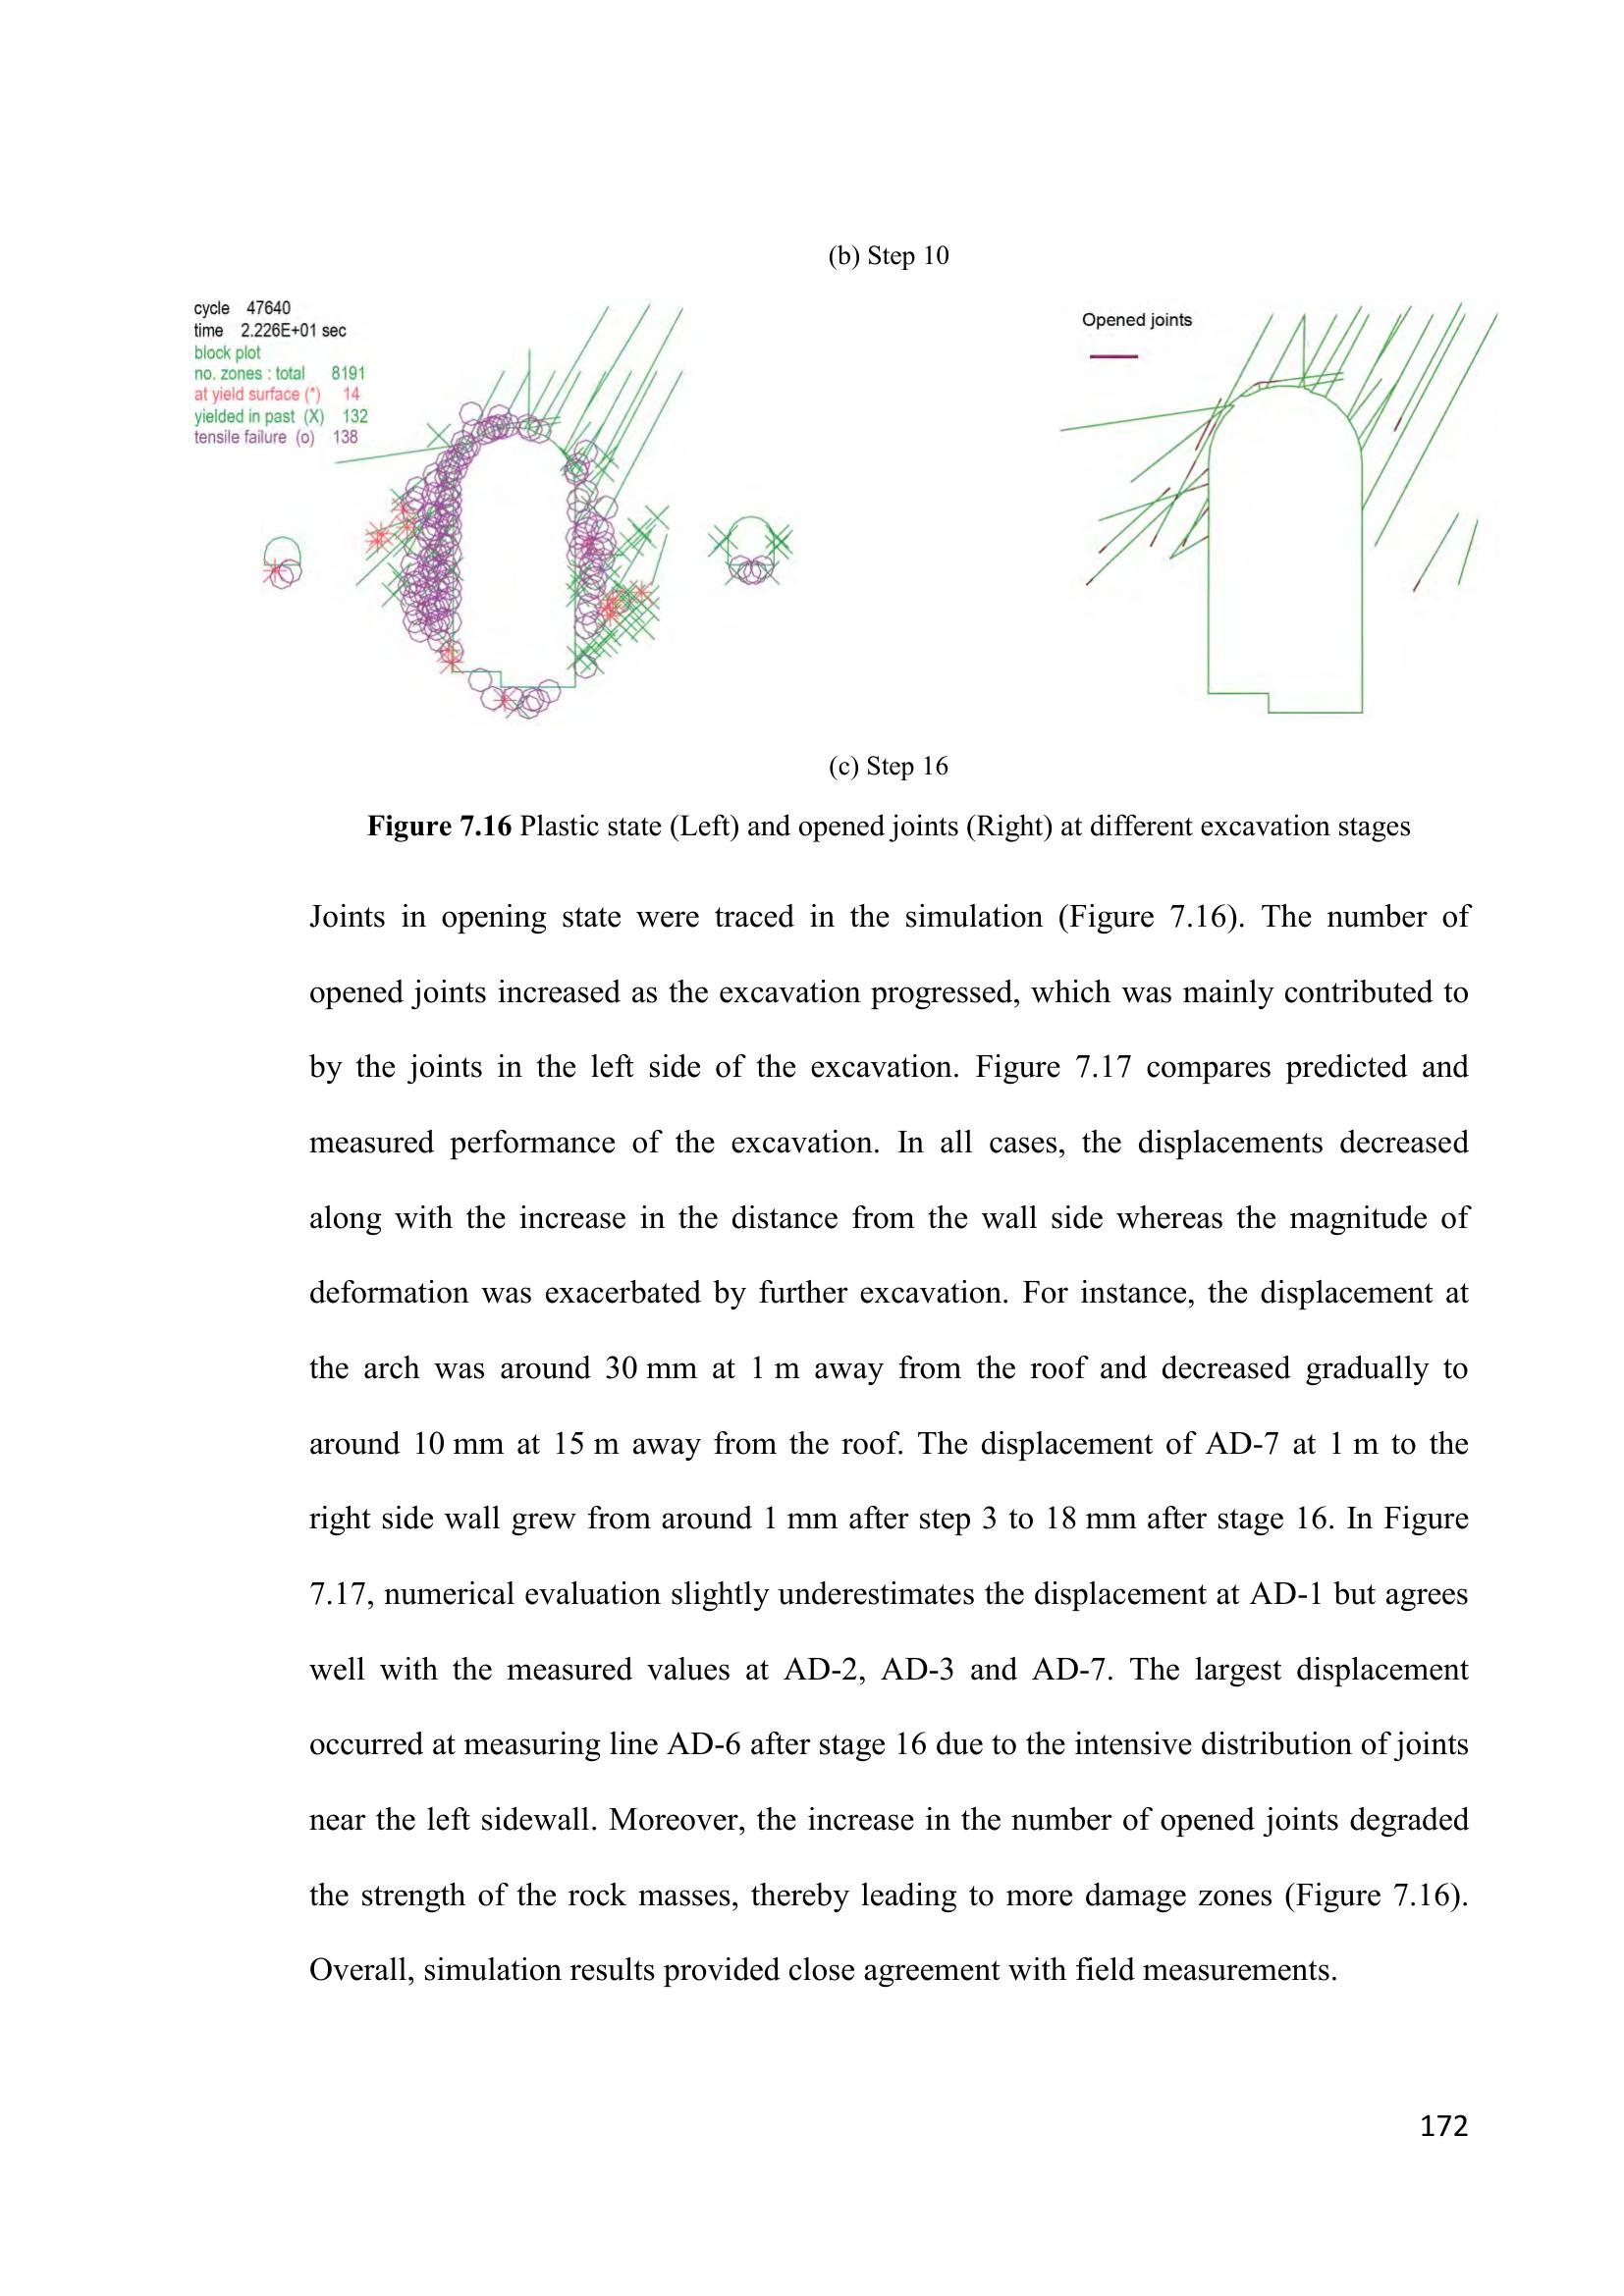 (b) Step 10
cycle 47640
time 2.226E+01 sec
block plot
no. zones : total 8191
at yield surface (*) 14
yielded in past (X) 132
tensile failure (o) 138
Opened joints
(c) Step 16
Figure 7.16 Plastic state (Left) and opened joints (Right) at different excavation stages
Joints in opening state were traced in the simulation (Figure 7.16). The number of
opened joints increased as the excavation progressed, which was mainly contributed to
by the joints in the left side of the excavation. Figure 7.17 compares predicted and
measured performance of the excavation. In all cases, the displacements decreased
along with the increase in the distance from the wall side whereas the magnitude of
deformation was exacerbated by further excavation. For instance, the displacement at
the arch was around 30 mm at 1 m away from the roof and decreased gradually to
around 10 mm at 15 m away from the roof. The displacement of AD-7 at 1 m to the
right side wall grew from around 1 mm after step 3 to 18 mm after stage 16. In Figure
7.17, numerical evaluation slightly underestimates the displacement at AD-1 but agrees
well with the measured values at AD-2, AD-3 and AD-7. The largest displacement
occurred at measuring line AD-6 after stage 16 due to the intensive distribution of joints
near the left sidewall. Moreover, the increase in the number of opened joints degraded
the strength of the rock masses, thereby leading to more damage zones (Figure 7.16).
Overall, simulation results provided close agreement with field measurements.
172